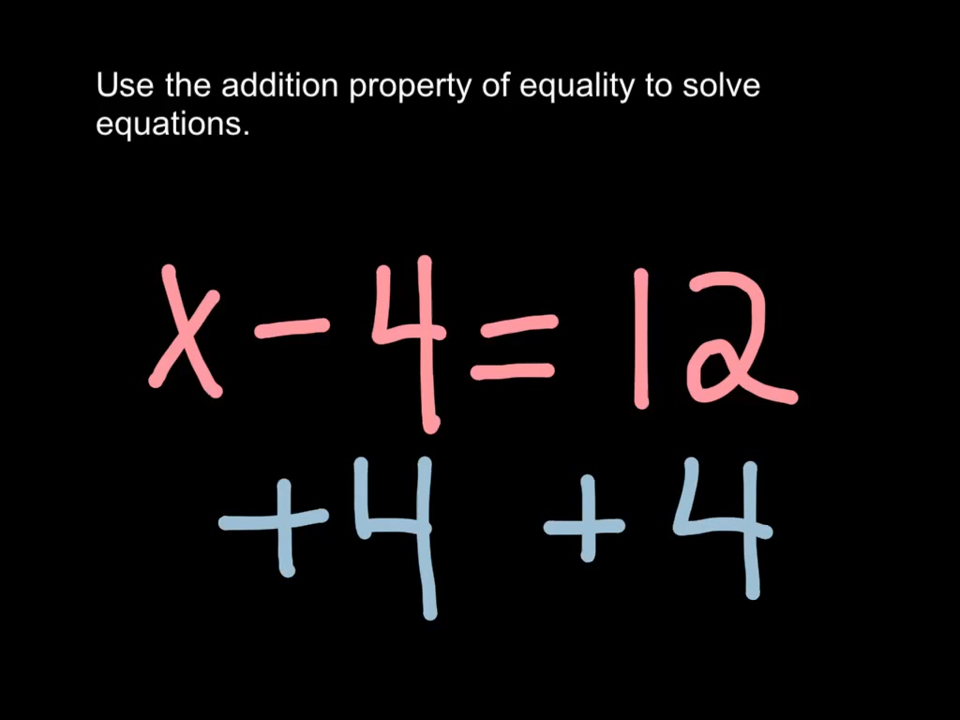 Use the addition property of equality to solve
equations.
x - 4 = 12
+4 +4